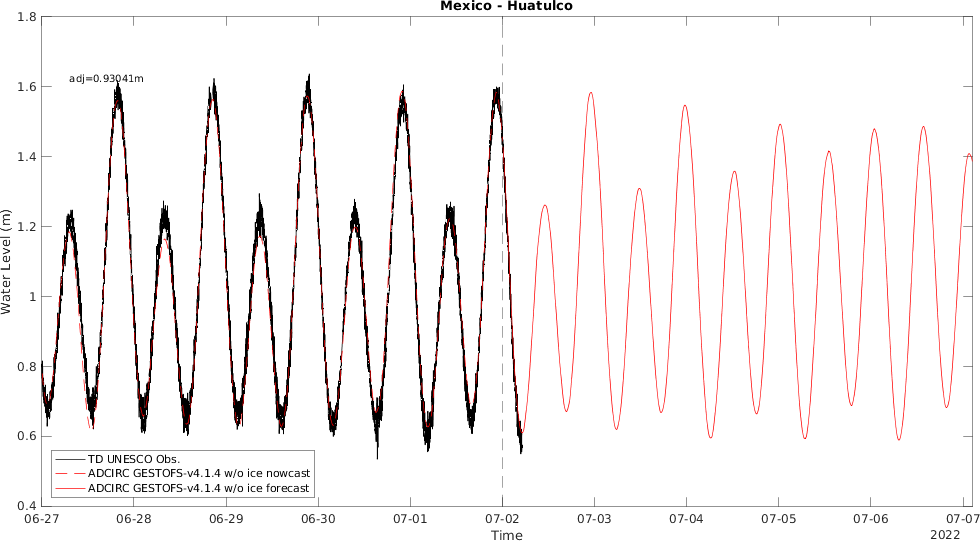 Mexico - Huatulco
1.8
adj=0.93041m
1.6
1.4
1.2
1
0.8
0.6
0.4
Water Level (m)
TD UNESCO Obs.
ADCIRC GESTOFS-v4.1.4 w/o ice nowcast
ADCIRC GESTOFS-v4.1.4 w/o ice forecast
06-27 06-28 06-29 06-30 07-01 07-02 07-03 07-04 07-05 07-06 07-07
Time
2022